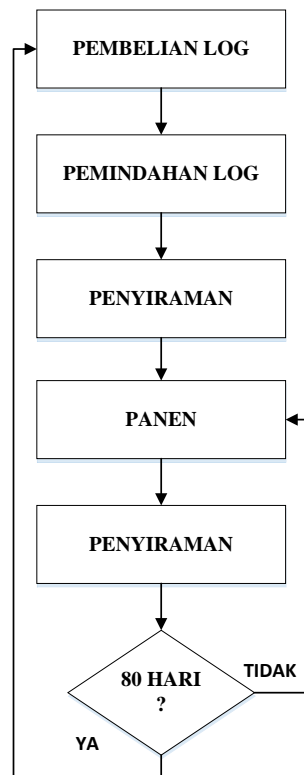 PEMBELIAN LOG
PEMINDAHAN LOG
PENYIRAMAN
PANEN
PENYIRAMAN
80 HARI
?
TIDAK
YA